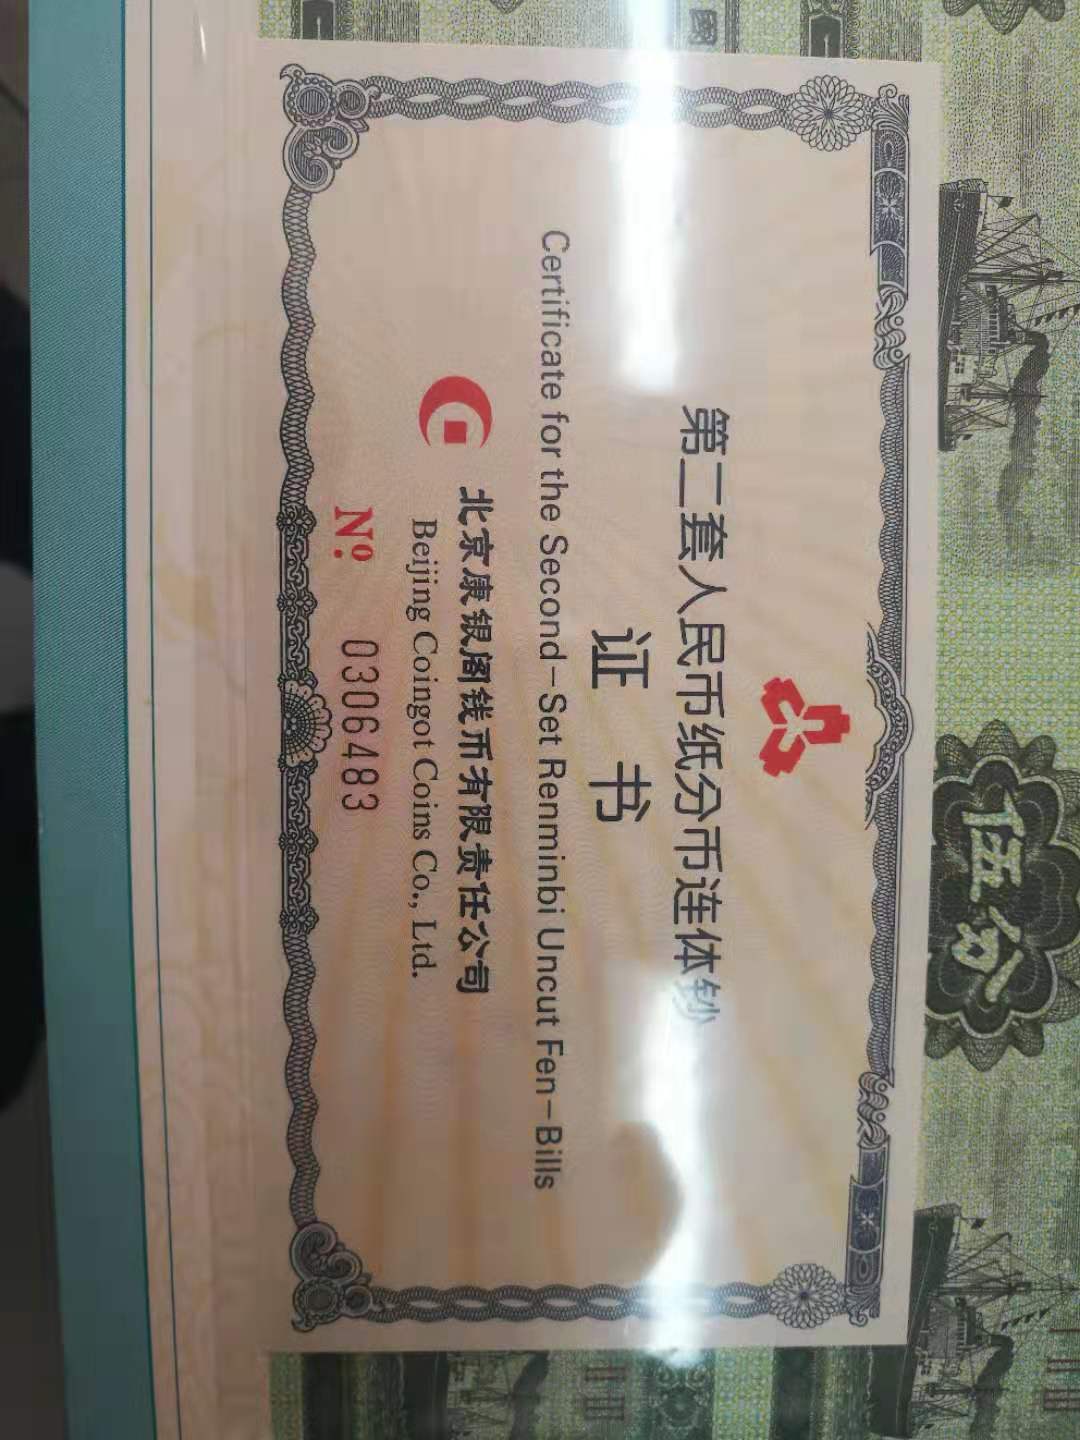 第二套人民币纸分币连体钞
证 书
Certificate for the Second-Set Renminbi Uncut Fen-Bills
北京康银阁钱币有限责任公司
Beijing Coingot Coins Co., Ltd.
Nº. 0306483
伍分